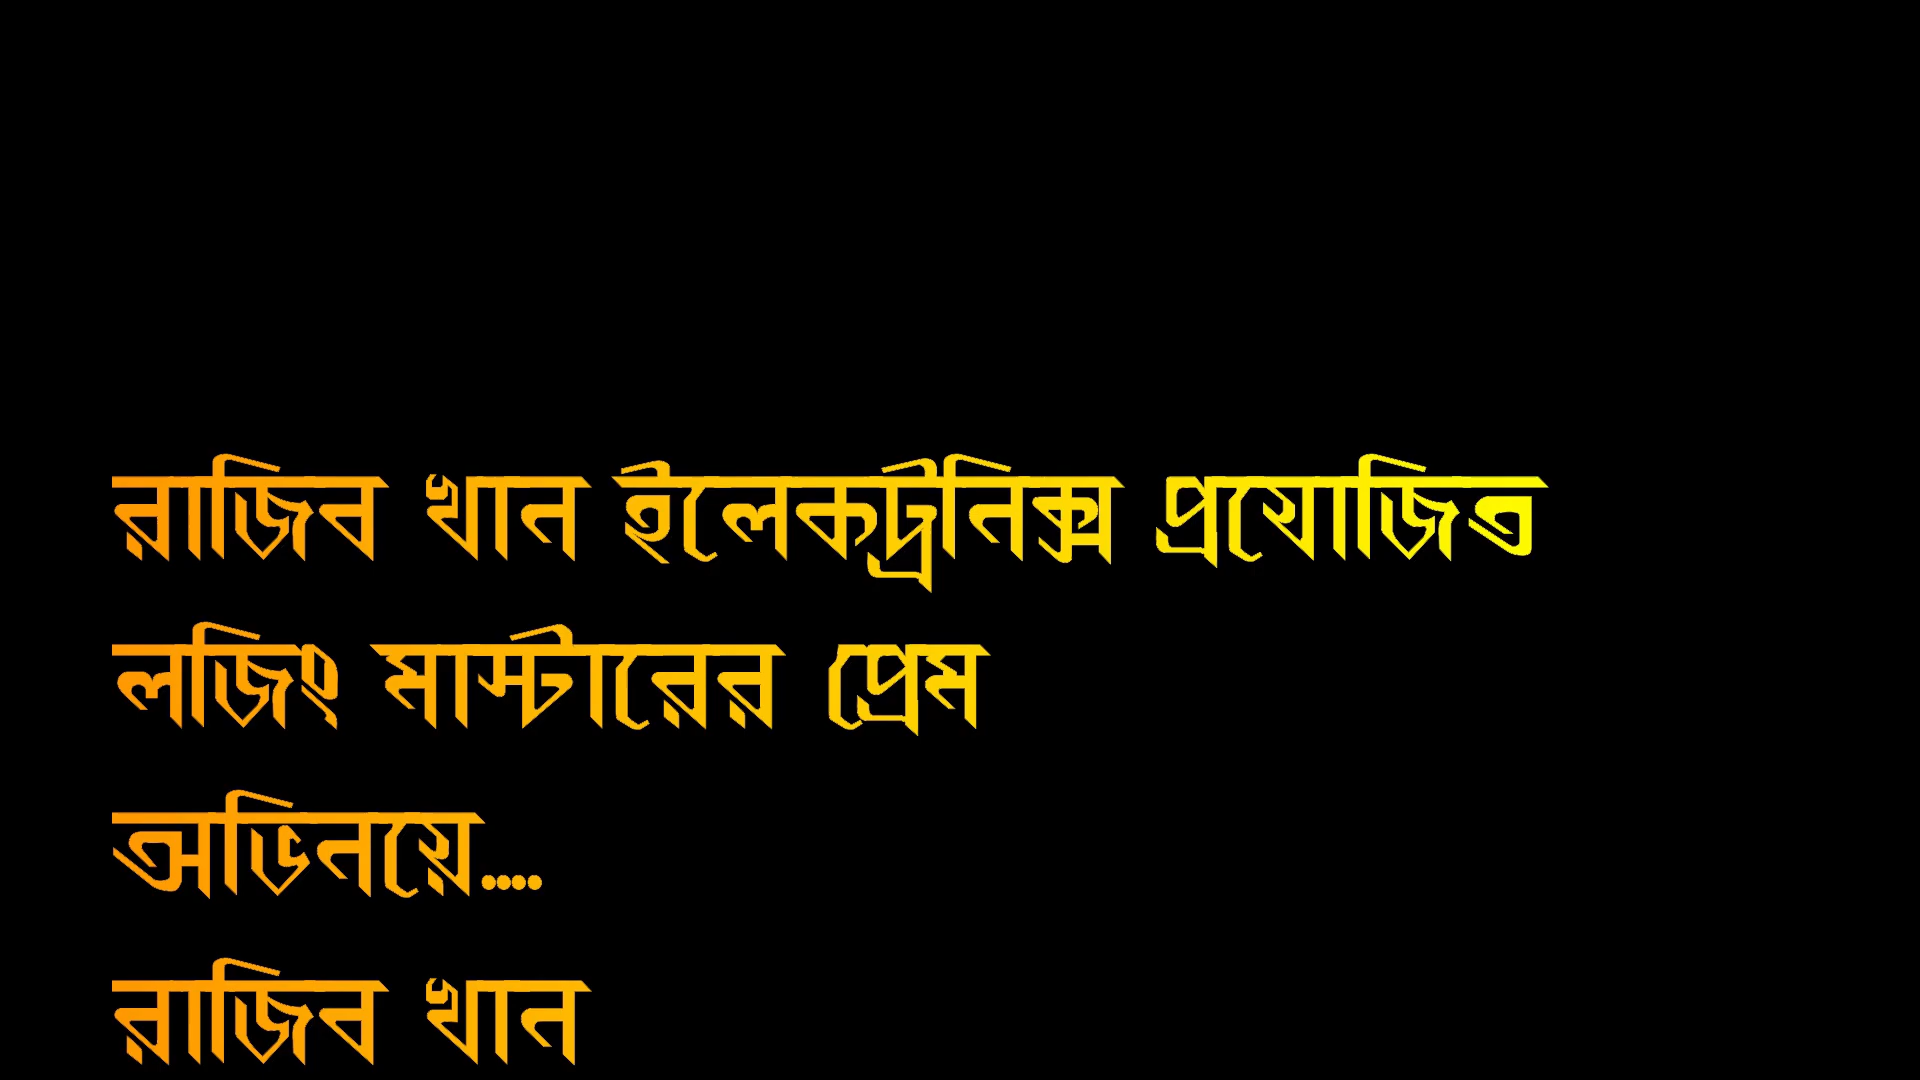 রাজিব খান ইলেকট্রনিক্স প্রযোজিত
লজিং মাস্টারের প্রেম
অভিনয়ে....
রাজিব খান